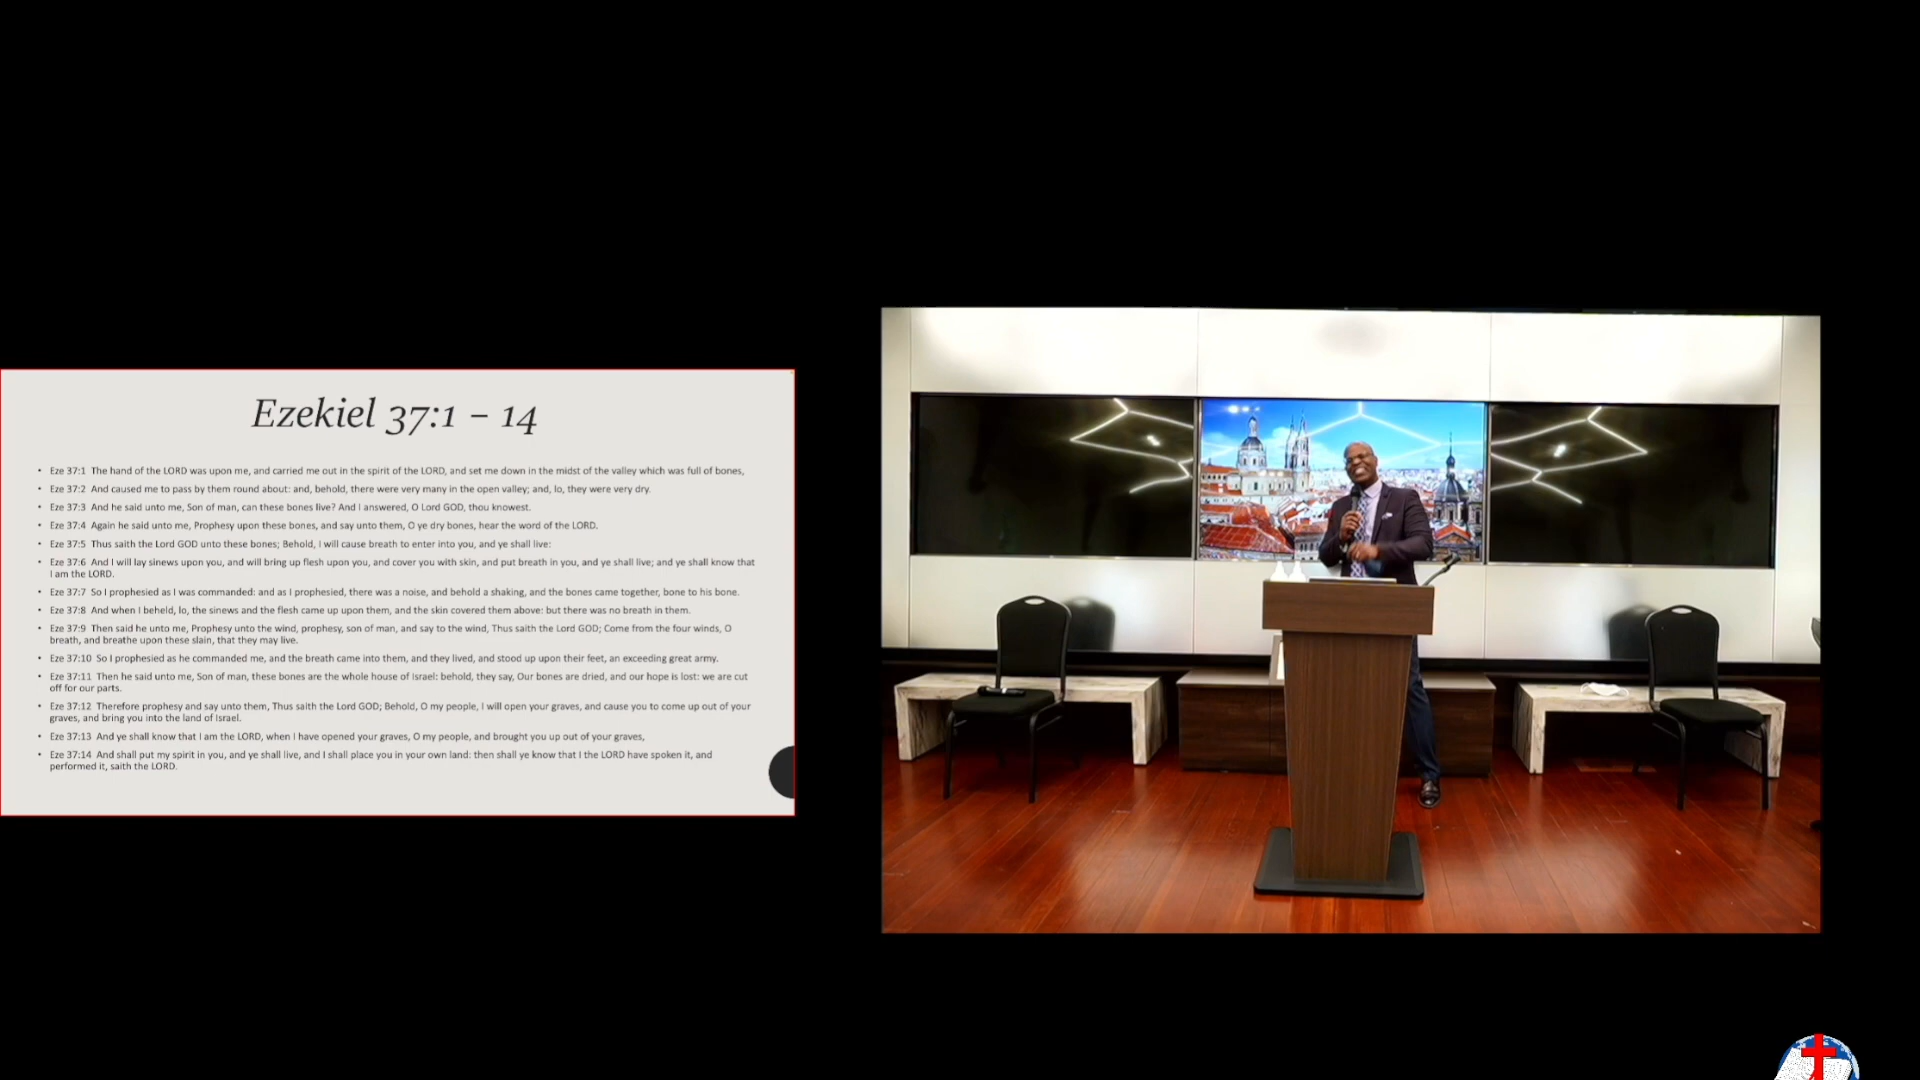 Ezekiel 37:1 – 14
• Eze 37:1 The hand of the LORD was upon me, and carried me out in the spirit of the LORD, and set me down in the midst of the valley which was full of bones,
• Eze 37:2 And caused me to pass by them round about: and, behold, there were very many in the open valley; and, lo, they were very dry.
• Eze 37:3 And he said unto me, Son of man, can these bones live? And I answered, O Lord GOD, thou knowest.
• Eze 37:4 Again he said unto me, Prophesy upon these bones, and say unto them, O ye dry bones, hear the word of the LORD.
• Eze 37:5 Thus saith the Lord GOD unto these bones; Behold, I will cause breath to enter into you, and ye shall live:
• Eze 37:6 And I will lay sinews upon you, and will bring up flesh upon you, and cover you with skin, and put breath in you, and ye shall live; and ye shall know that
I am the LORD.
• Eze 37:7 So I prophesied as I was commanded: and as I prophesied, there was a noise, and behold a shaking, and the bones came together, bone to his bone.
• Eze 37:8 And when I beheld, lo, the sinews and the flesh came up upon them, and the skin covered them above: but there was no breath in them.
• Eze 37:9 Then said he unto me, Prophesy unto the wind, prophesy, son of man, and say to the wind, Thus saith the Lord GOD; Come from the four winds, O
breath, and breathe upon these slain, that they may live.
• Eze 37:10 So I prophesied as he commanded me, and the breath came into them, and they lived, and stood up upon their feet, an exceeding great army.
• Eze 37:11 Then he said unto me, Son of man, these bones are the whole house of Israel: behold, they say, Our bones are dried, and our hope is lost: we are cut
off for our parts.
• Eze 37:12 Therefore prophesy and say unto them, Thus saith the Lord GOD; Behold, O my people, I will open your graves, and cause you to come up out of your
graves, and bring you into the land of Israel.
• Eze 37:13 And ye shall know that I am the LORD, when I have opened your graves, O my people, and brought you up out of your graves,
• Eze 37:14 And shall put my spirit in you, and ye shall live, and I shall place you in your own land: then shall ye know that I the LORD have spoken it, and
performed it, saith the LORD.